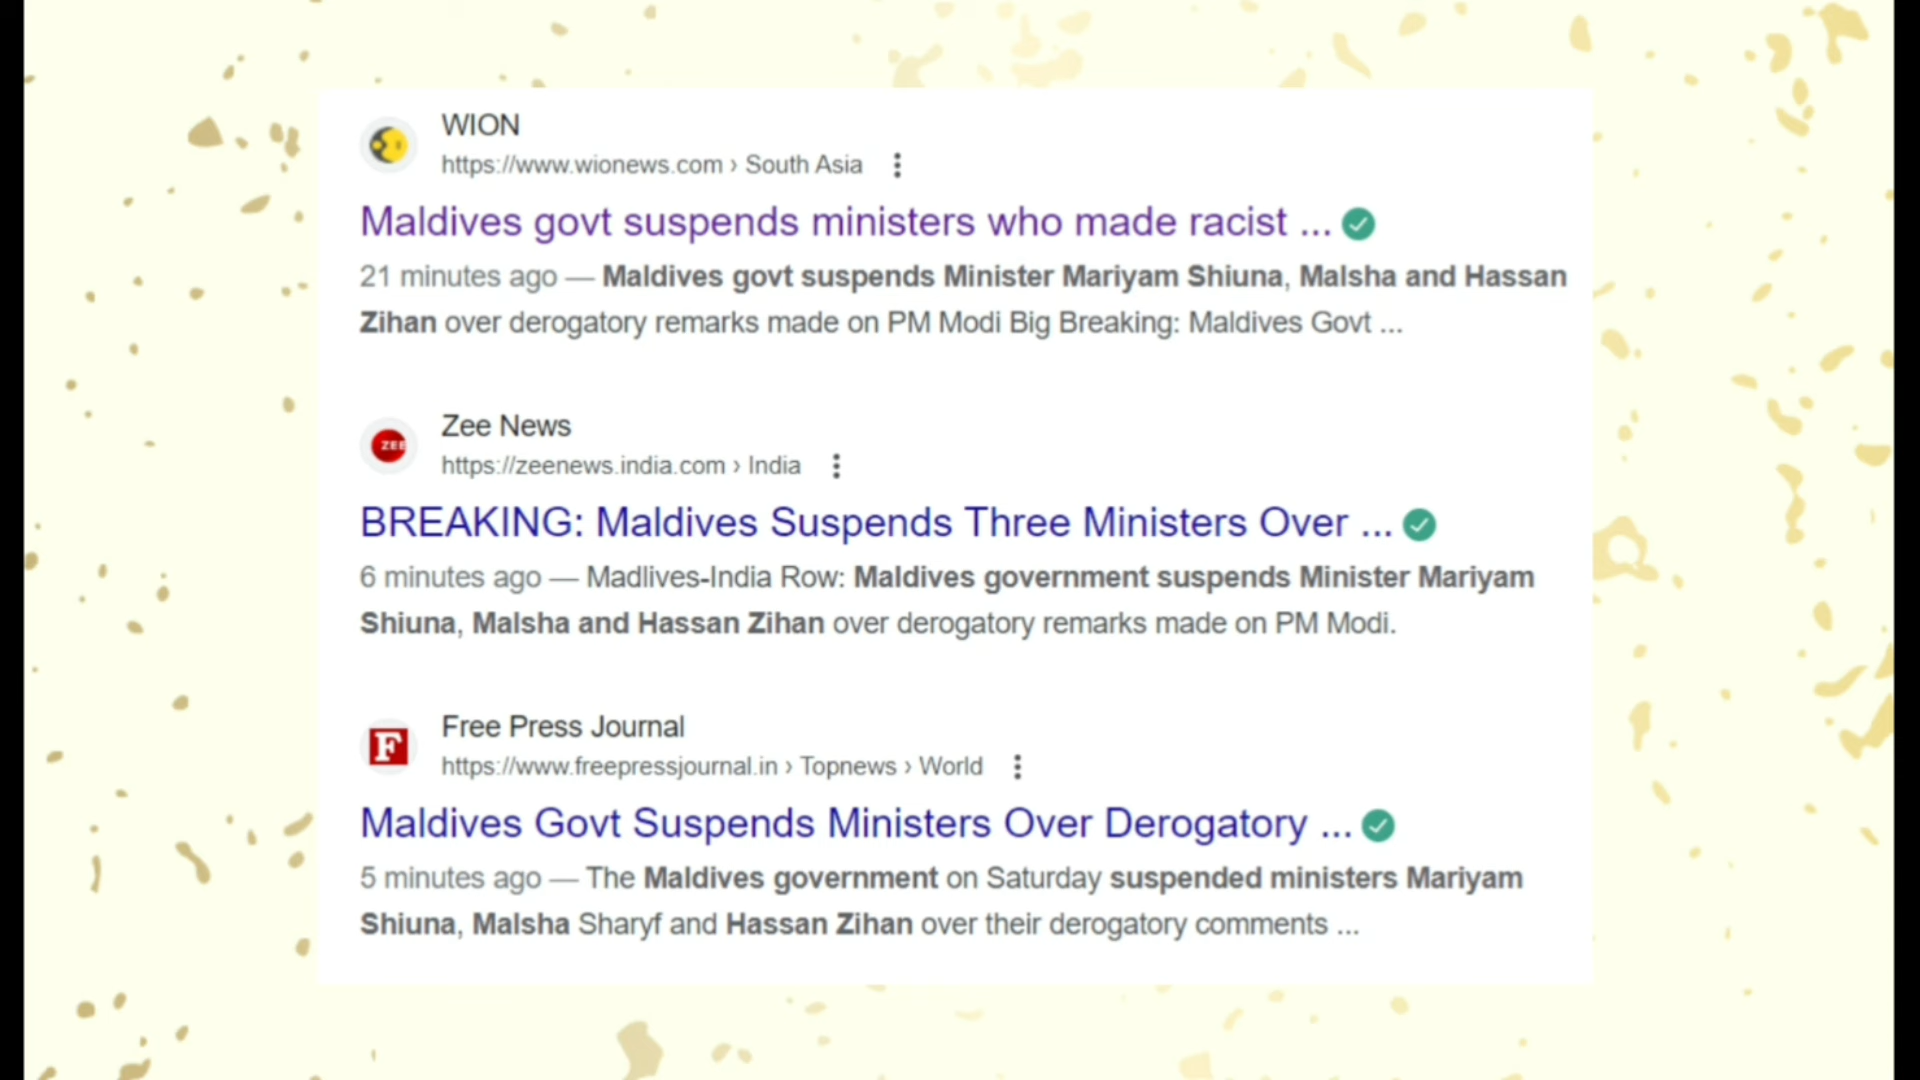 WION
https://www.wionews.com › South Asia
Maldives govt suspends ministers who made racist ...
21 minutes ago — Maldives govt suspends Minister Mariyam Shiuna, Malsha and Hassan
Zihan over derogatory remarks made on PM Modi Big Breaking: Maldives Govt ...
Zee News
ZEE
https://zeenews.india.com › India
BREAKING: Maldives Suspends Three Ministers Over ...
6 minutes ago — Madlives-India Row: Maldives government suspends Minister Mariyam
Shiuna, Malsha and Hassan Zihan over derogatory remarks made on PM Modi.
Free Press Journal
F
https://www.freepressjournal.in › Topnews › World
Maldives Govt Suspends Ministers Over Derogatory ...
5 minutes ago — The Maldives government on Saturday suspended ministers Mariyam
Shiuna, Malsha Sharyf and Hassan Zihan over their derogatory comments ...